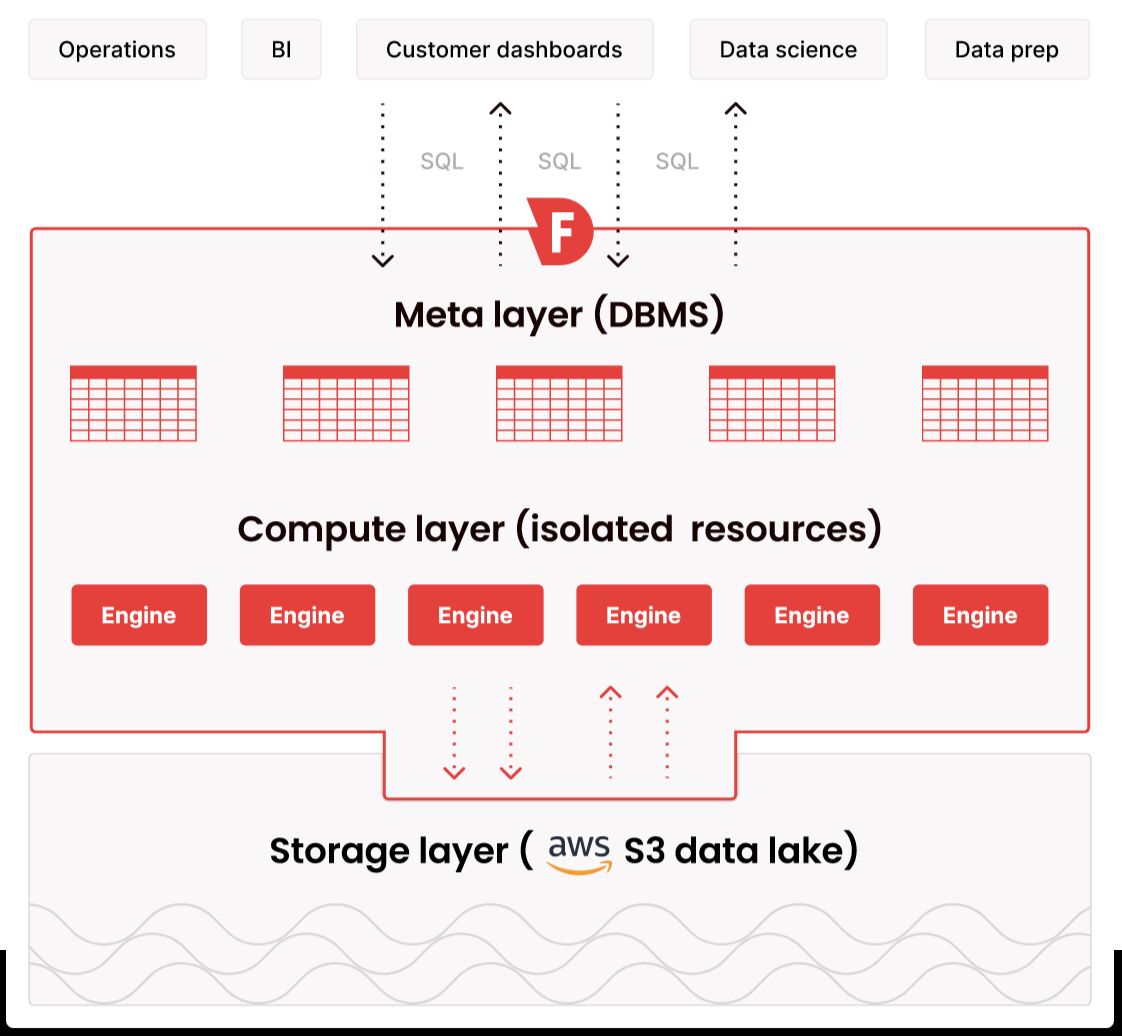 Operations
BI
Customer dashboards
Data science
Data prep
SQL
SQL
SQL
F
Meta layer (DBMS)
Compute layer (isolated resources)
Engine
Engine
Engine
Engine
Engine
Engine
Storage layer ( aws S3 data lake)